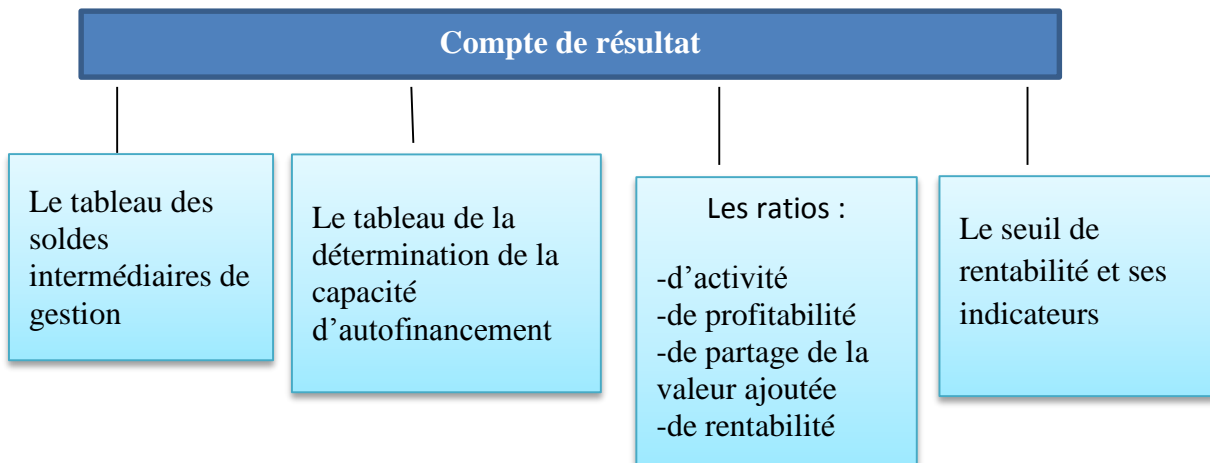 Compte de résultat
Le tableau des
soldes
intermédiaires de
gestion
Le tableau de la
détermination de la
capacité
d’autofinancement
Les ratios :
-d’activité
-de profitabilité
-de partage de la
valeur ajoutée
-de rentabilité
Le seuil de
rentabilité et ses
indicateurs